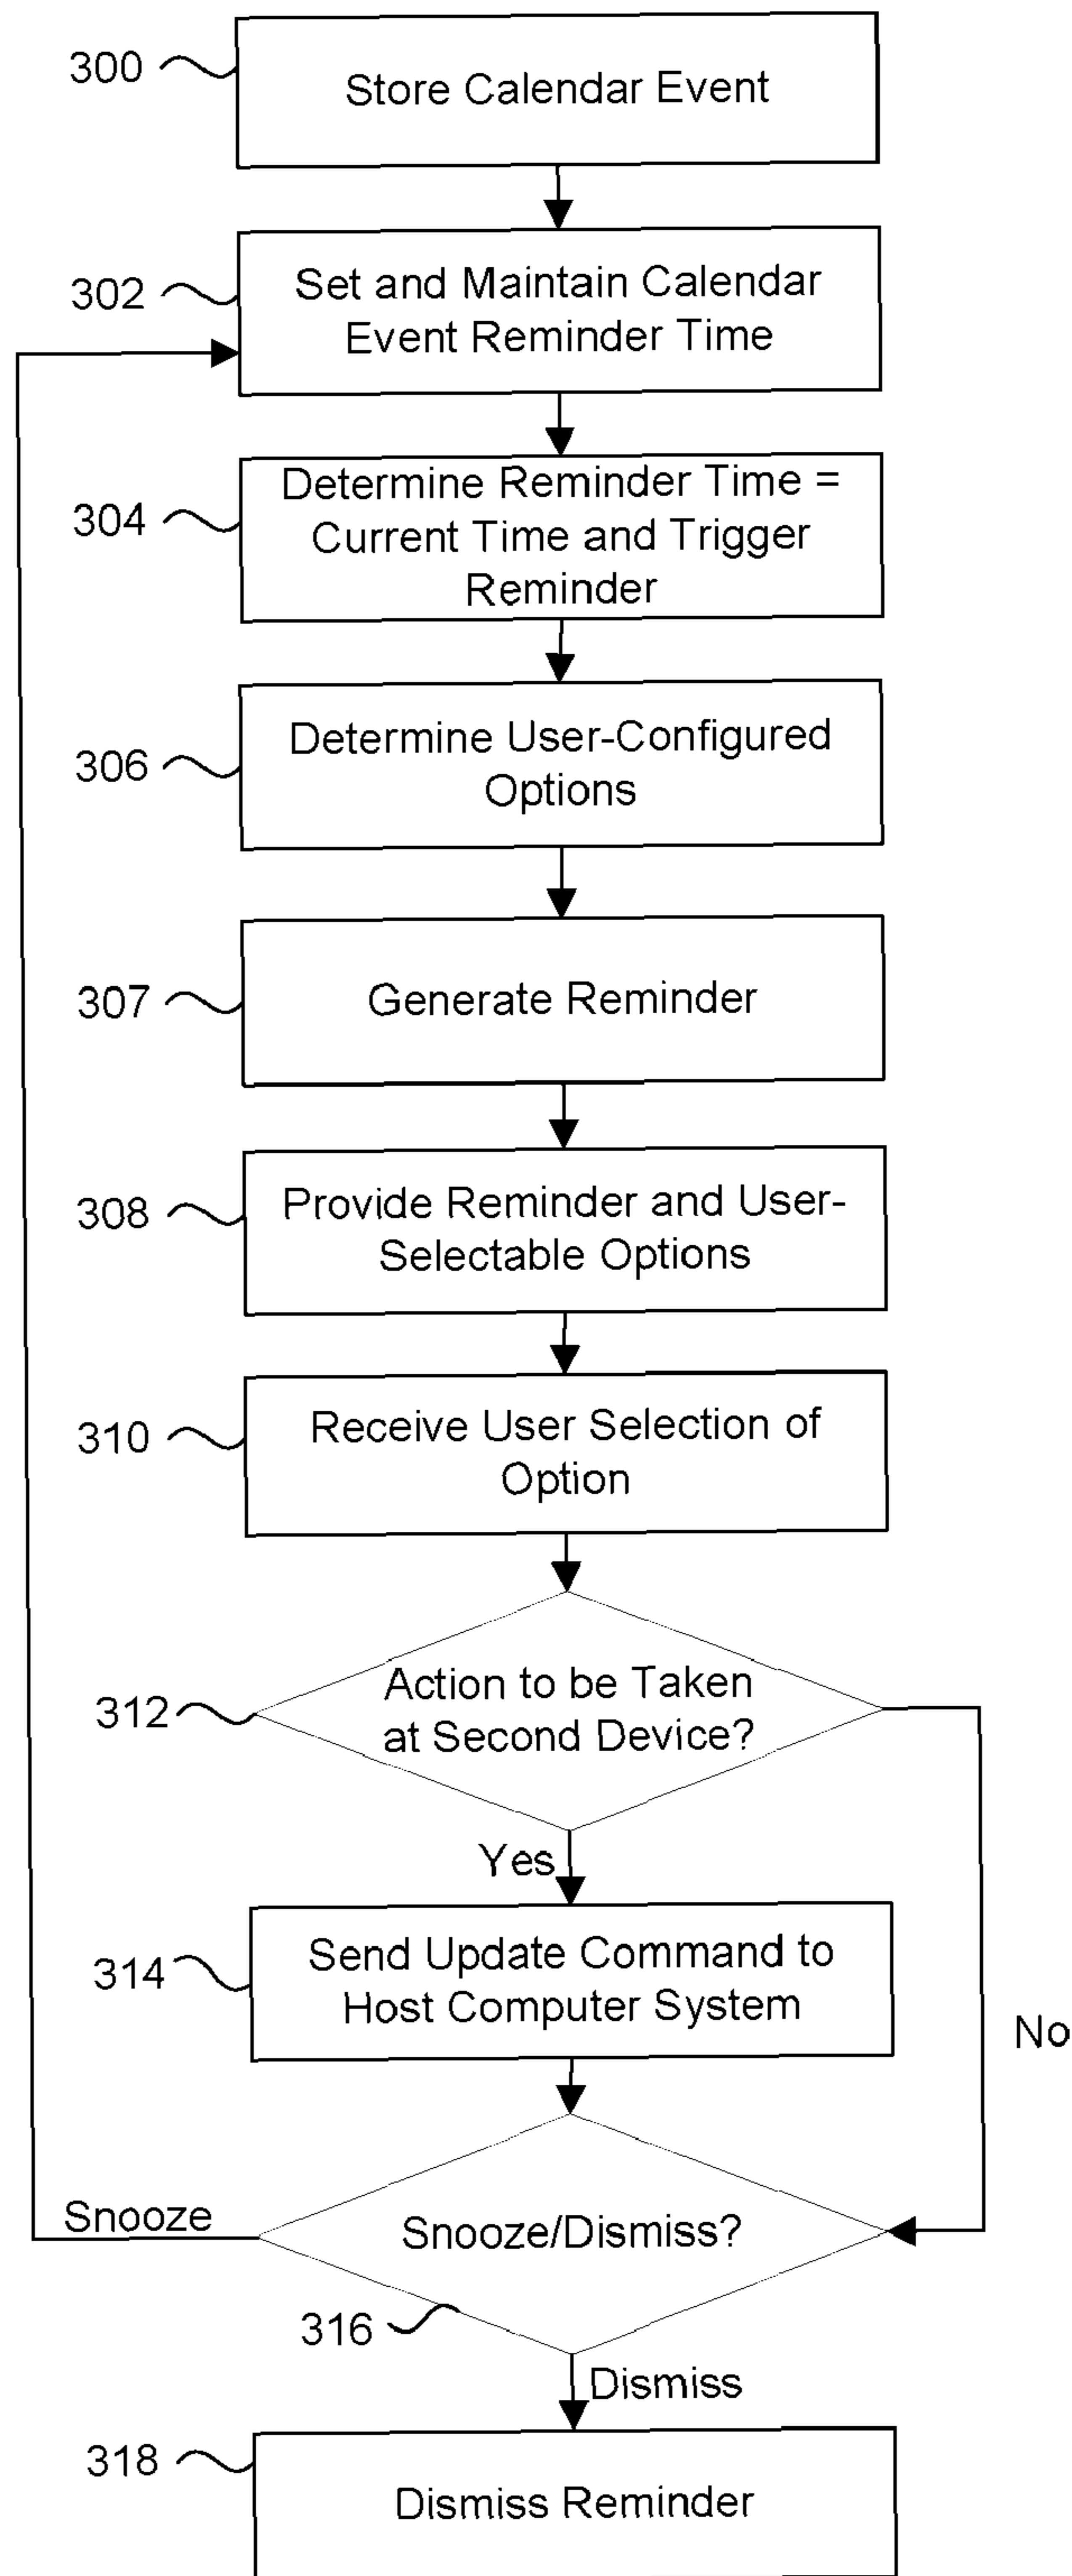 300
Store Calendar Event
302
Set and Maintain Calendar
Event Reminder Time
304
Determine Reminder Time =
Current Time and Trigger
Reminder
306
Determine User-Configured
Options
307
Generate Reminder
308
Provide Reminder and User-
Selectable Options
310
Receive User Selection of
Option
312
Action to be Taken
at Second Device?
Yes
314
Send Update Command to
Host Computer System
No
Snooze
Snooze/Dismiss?
316
Dismiss
318
Dismiss Reminder